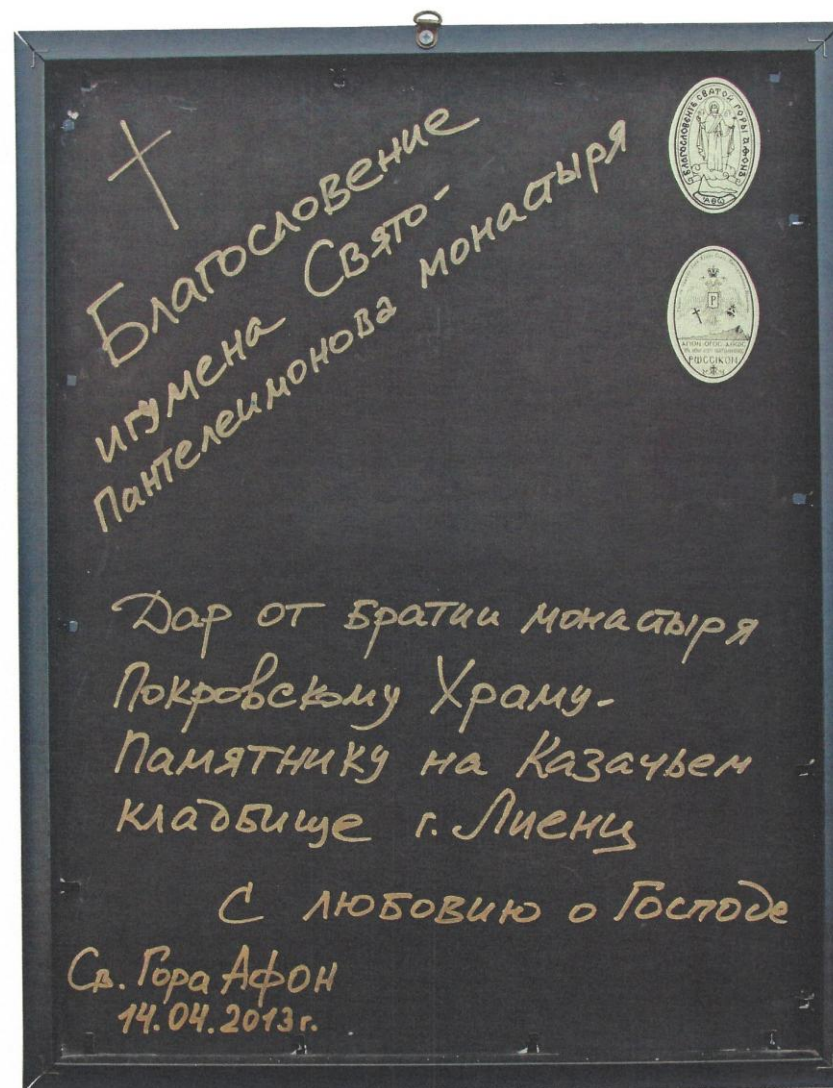 Благословение
игумена Свято-
Пантелеимонова монастыря
Дар от братии монастыря
Покровскому Храму-
Памятнику на Казачьем
кладбище г. Лиенц
С любовию о Господе
Св. Гора Афон
14.04.2013г.